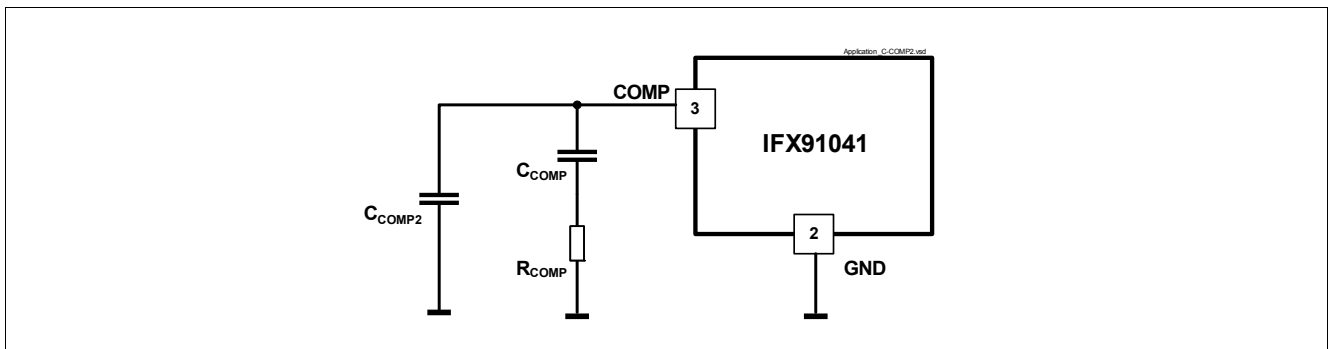 Application_C-COMP2.vsd
COMP
3
IFX91041
CCOMP
CCOMP2
2
RCOMP
GND